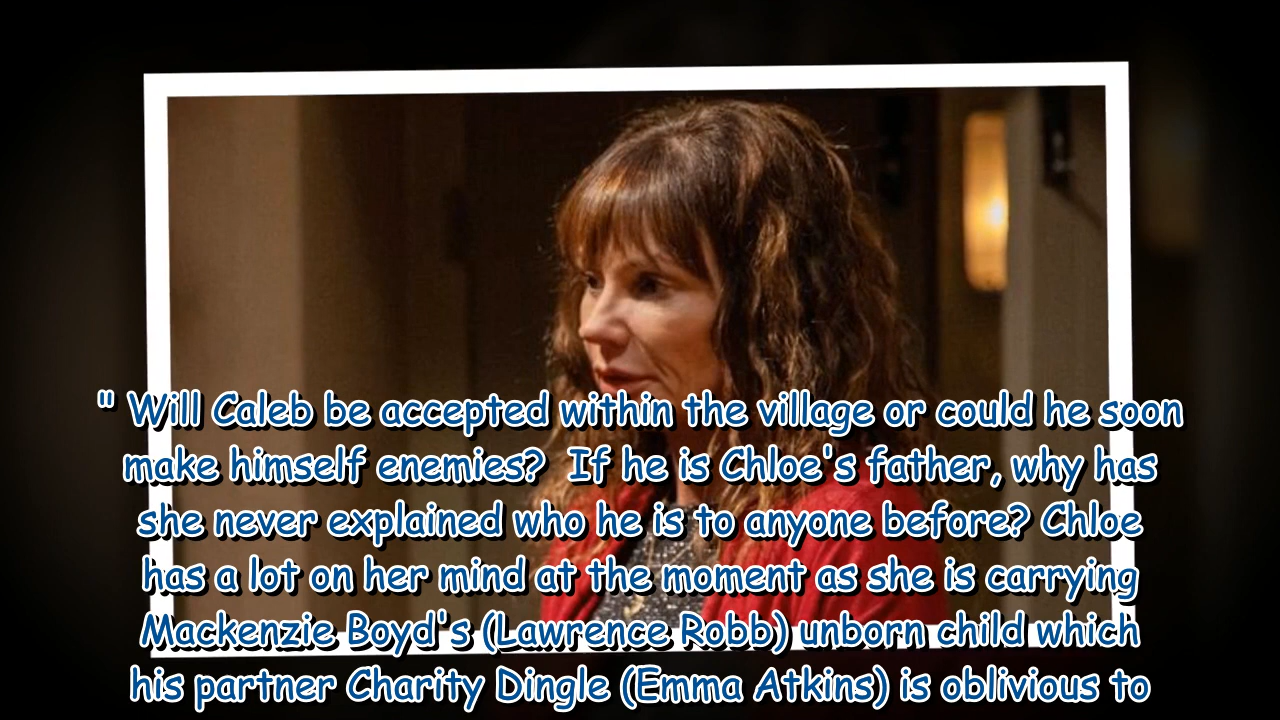 " Will Caleb be accepted within the village or could he soon
make himself enemies?  If he is Chloe's father, why has
she never explained who he is to anyone before? Chloe
has a lot on her mind at the moment as she is carrying
Mackenzie Boyd's (Lawrence Robb) unborn child which
his partner Charity Dingle (Emma Atkins) is oblivious to